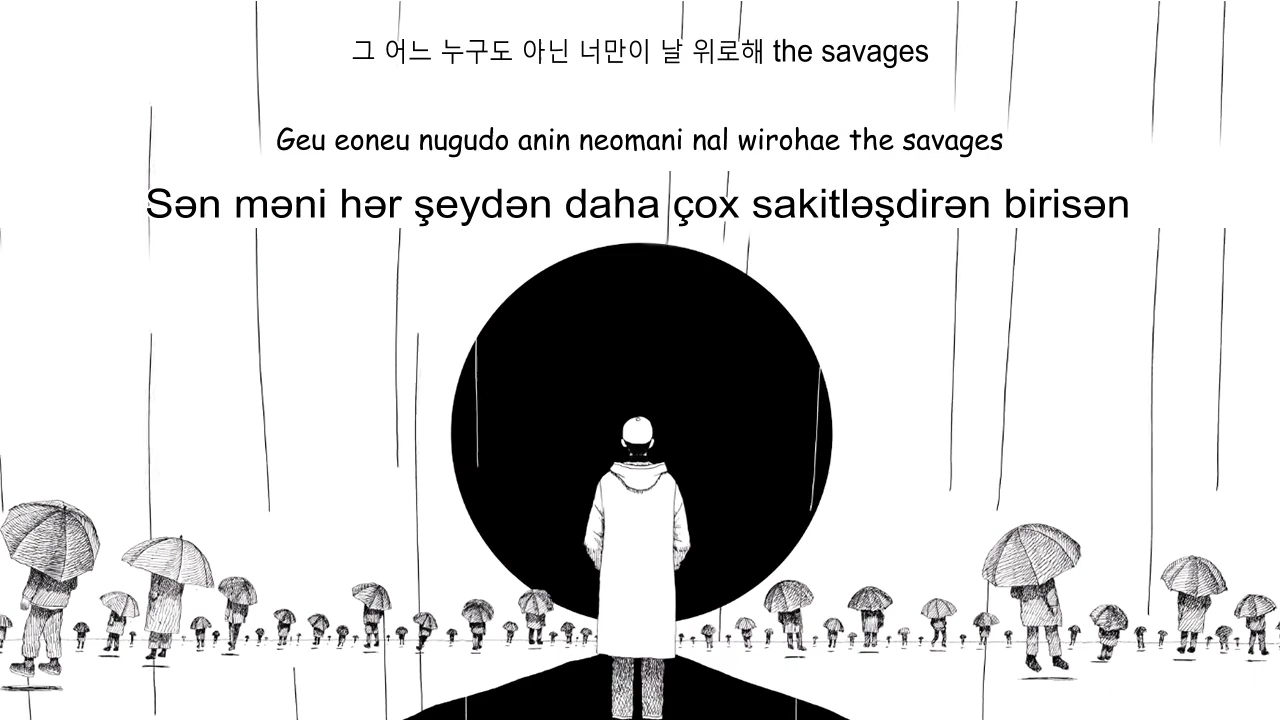 그 어느 누구도 아닌 너만이 날 위로해 the savages
Geu eoneu nugudo anin neomani nal wirohae the savages
Sən məni hər şeydən daha çox sakitləşdirən birisən